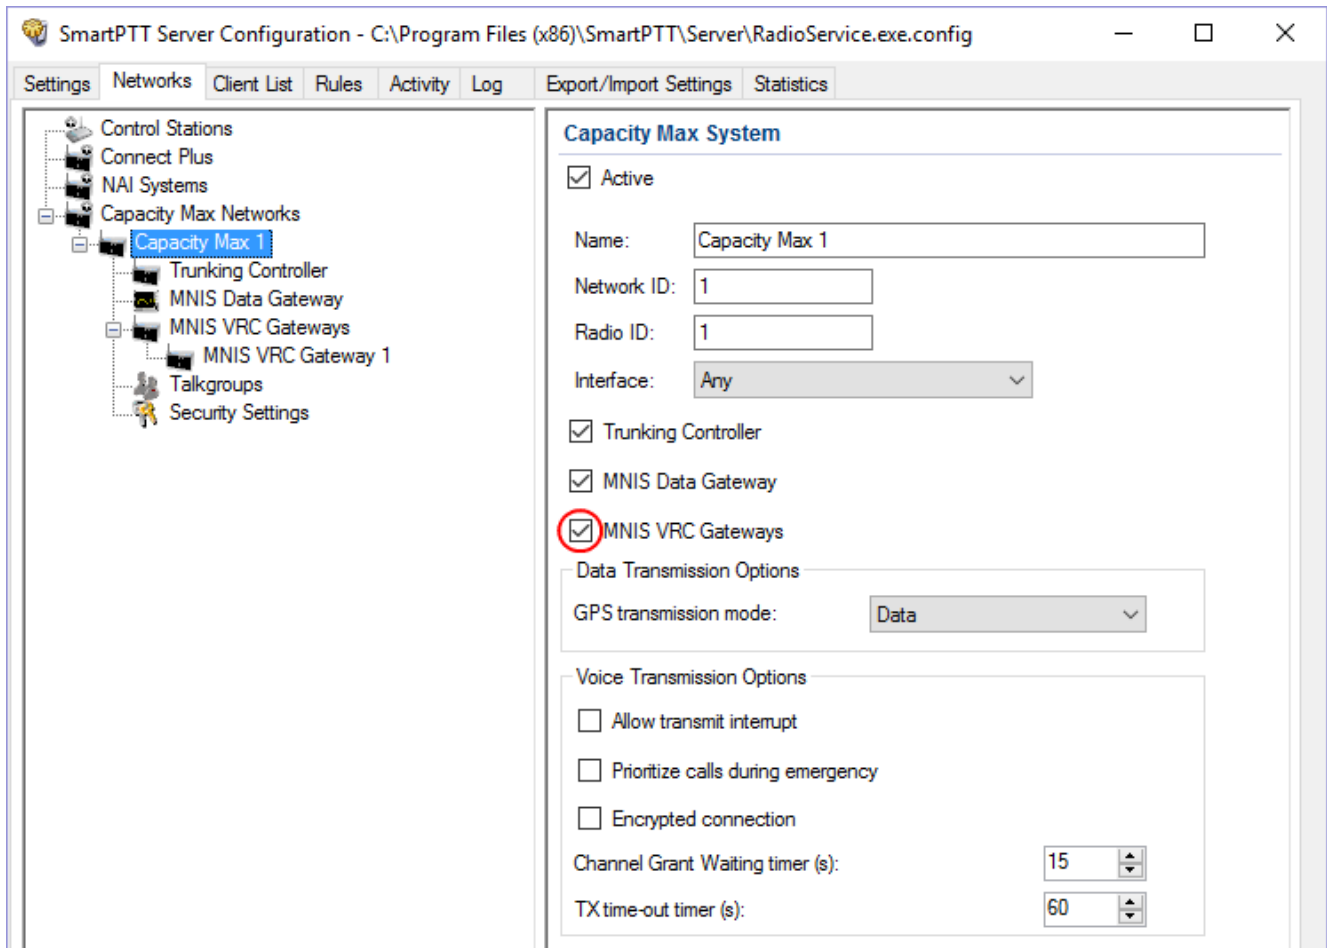 SmartPTT Server Configuration - C:\Program Files (x86)\SmartPTT\Server\RadioService.exe.config
Settings Networks Client List Rules Activity Log Export/Import Settings Statistics
Control Stations
Connect Plus
NAI Systems
Capacity Max Networks
Capacity Max 1
Trunking Controller
MNIS Data Gateway
MNIS VRC Gateways
MNIS VRC Gateway 1
Talkgroups
Security Settings
Capacity Max System
Active
Name: Capacity Max 1
Network ID: 1
Radio ID: 1
Interface: Any
Trunking Controller
MNIS Data Gateway
MNIS VRC Gateways
Data Transmission Options
GPS transmission mode: Data
Voice Transmission Options
Allow transmit interrupt
Prioritize calls during emergency
Encrypted connection
Channel Grant Waiting timer (s): 15
TX time-out timer (s): 60